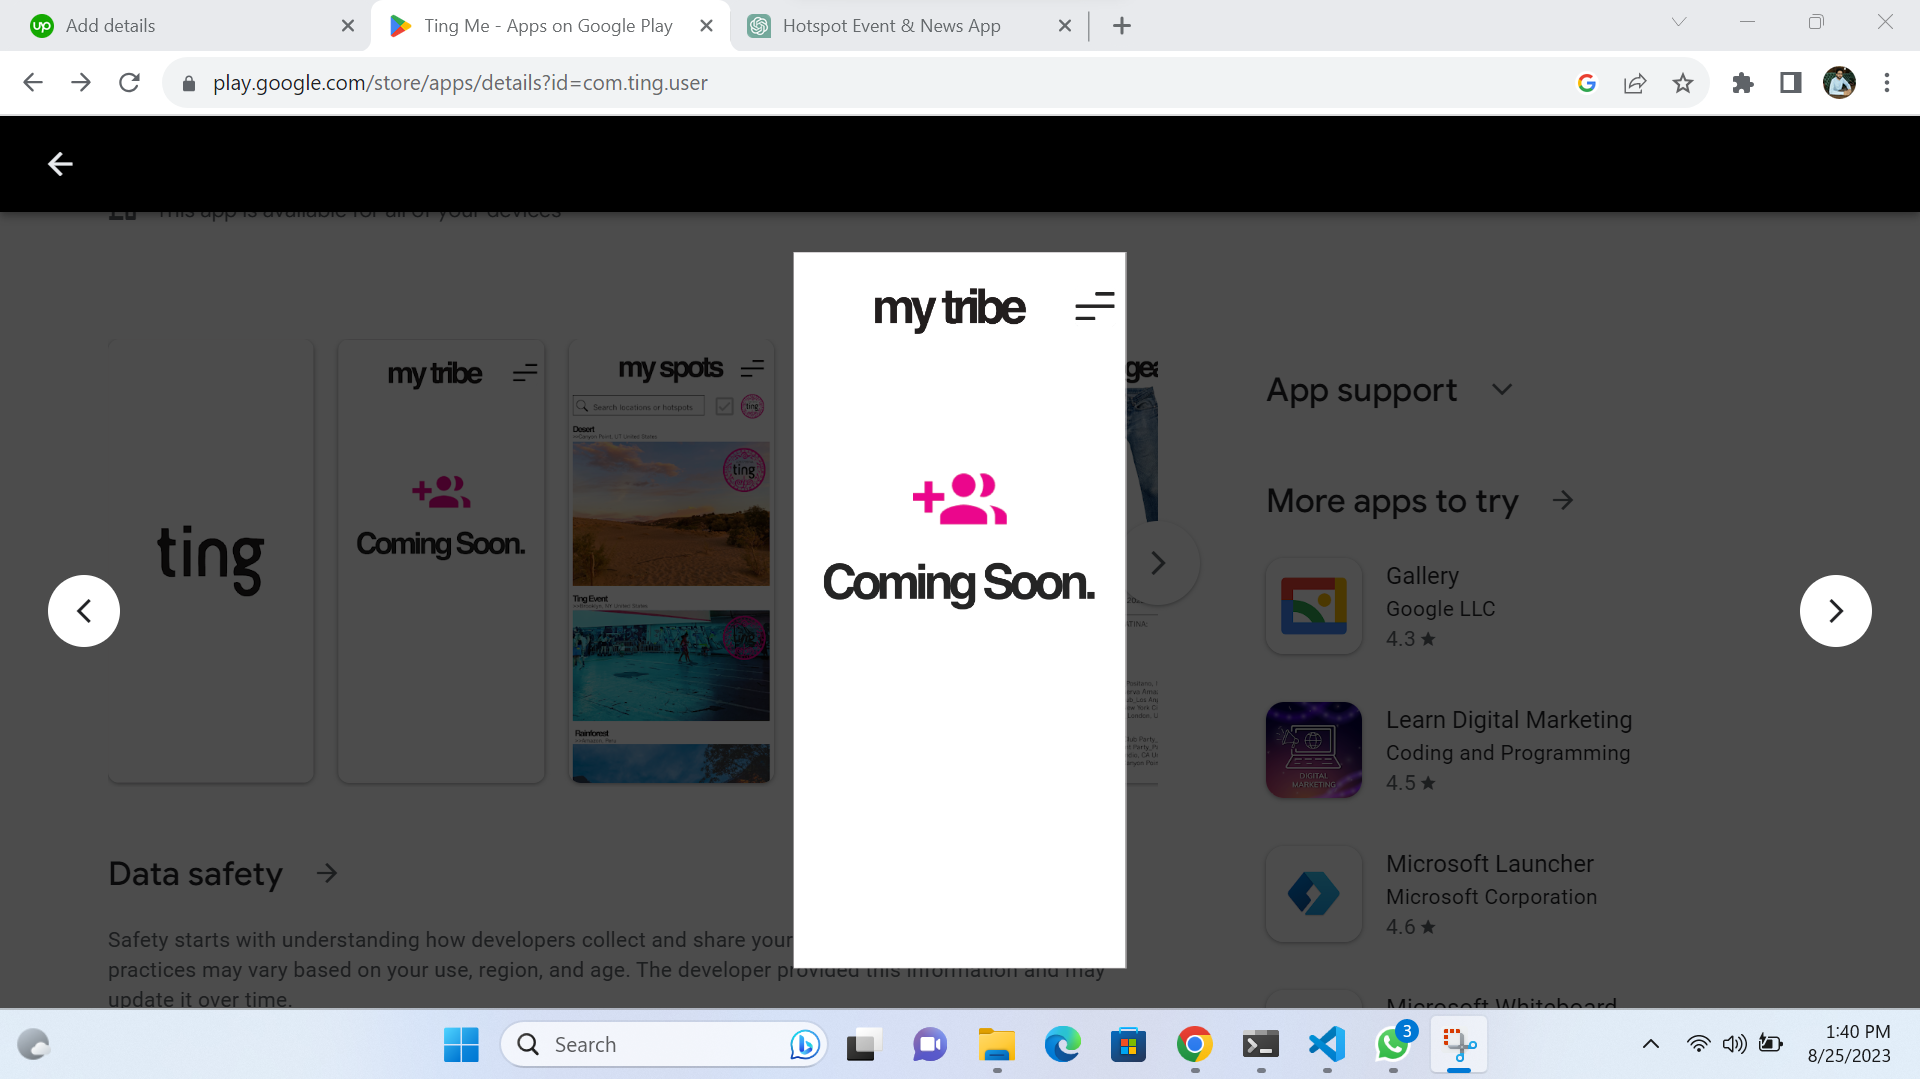 Add details
Ting Me - Apps on Google Play
Hotspot Event & News App
play.google.com/store/apps/details?id=com.ting.user
This app is available for all of your devices
my tribe
Coming Soon.
ting
my tribe
Coming Soon.
my spots
Search locations or hotspots
ting
Desert
ting
Ting Event
Rainforest
gea
App support
More apps to try
Gallery
Google LLC
4.3
Learn Digital Marketing
Coding and Programming
4.5
DIGITAL
MARKETING
Microsoft Launcher
Microsoft Corporation
4.6
Microsoft Whiteboard
Data safety
Safety starts with understanding how developers collect and share your
practices may vary based on your use, region, and age. The developer provided this information and may
update it over time.
Search
3
1:40 PM
8/25/2023